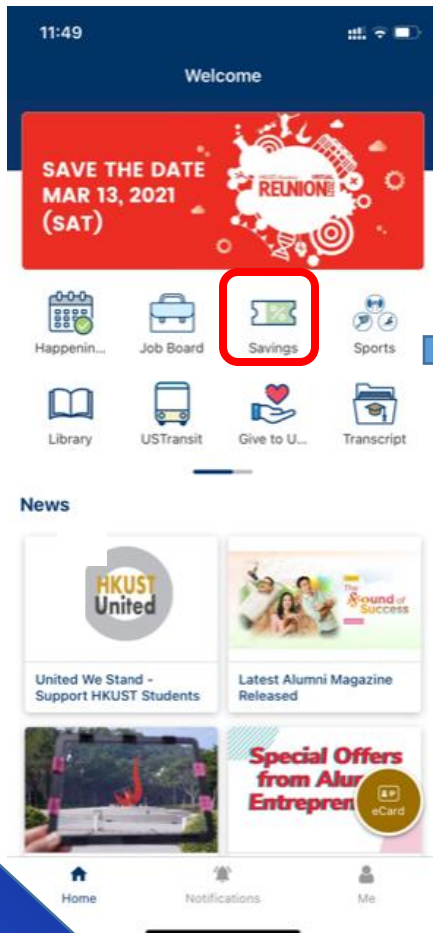 11:49
Welcome
SAVE THE DATE
MAR 13, 2021
(SAT)
VIRTUAL
REUNION
Happenin...
Job Board
Savings
Sports
Library
USTransit
Give to U...
Transcript
News
HKUST
United
The
Sound of
Success
United We Stand -
Support HKUST Students
Latest Alumni Magazine
Released
Special Offers
from Alu
Entrepren
eCard
Home
Notifications
Me